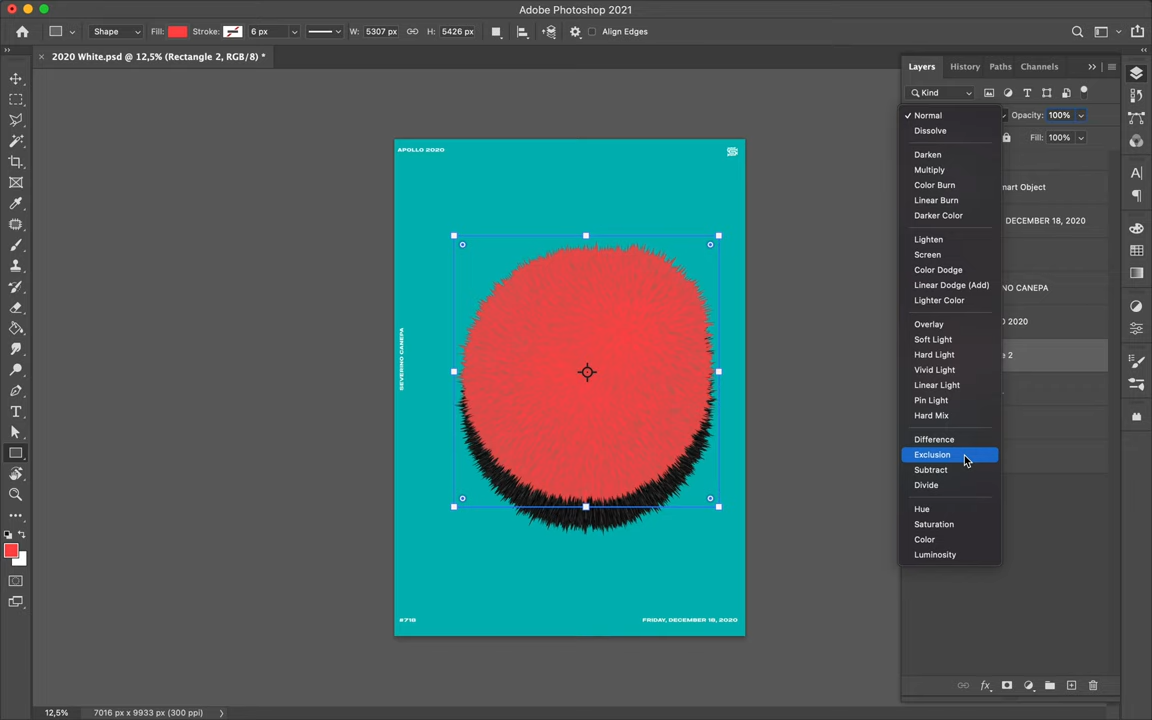 Adobe Photoshop 2021
Shape Fill: Stroke: 6 px W: 5307 px H: 5426 px Align Edges
× 2020 White.psd @ 12,5% (Rectangle 2, RGB/8) *
Layers History Paths Channels
Kind
Normal
Opacity: 100%
Dissolve
Fill: 100%
Darken
Multiply
Color Burn
Linear Burn
Darker Color
Lighten
Screen
Color Dodge
Linear Dodge (Add)
Lighter Color
Overlay
Soft Light
Hard Light
Vivid Light
Linear Light
Pin Light
Hard Mix
Difference
Exclusion
Subtract
Divide
Hue
Saturation
Color
Luminosity
mart Object
DECEMBER 18, 2020
NO CANEPA
2020
e 2
APOLLO 2020
SEVERINO CANEPA
#718
FRIDAY, DECEMBER 18, 2020
12,5% 7016 px x 9933 px (300 ppi)